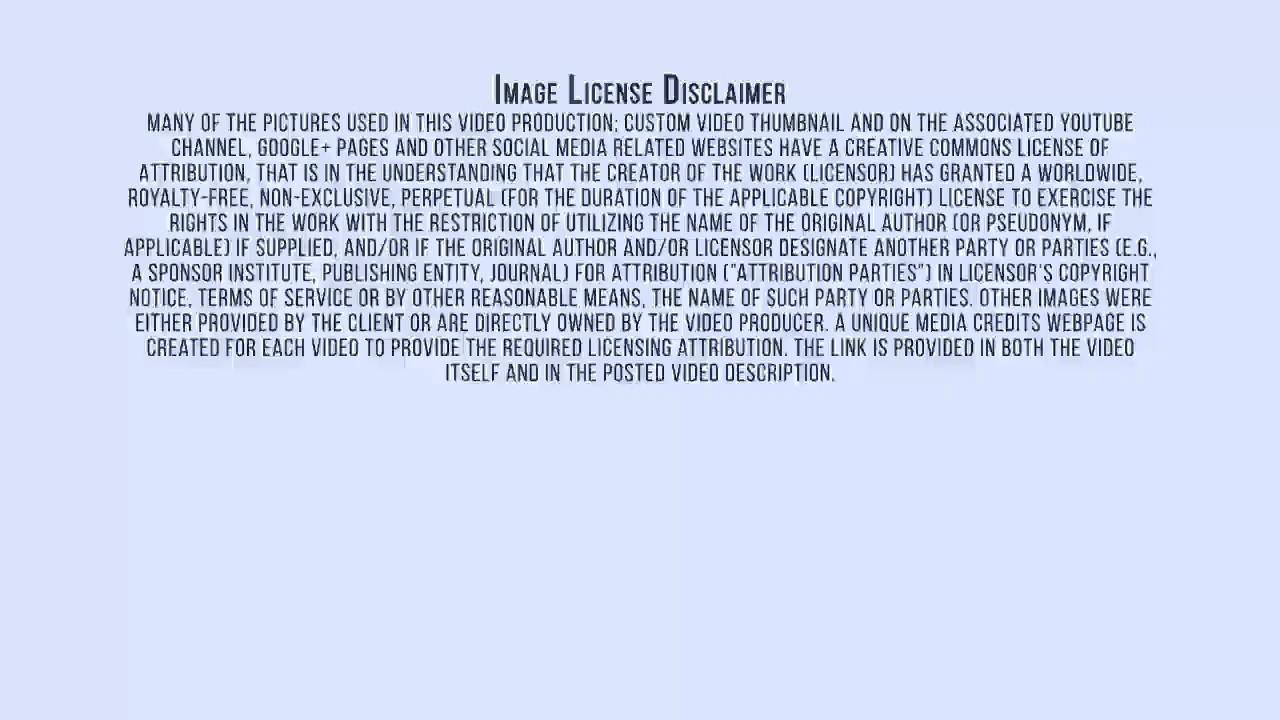 Image License Disclaimer
MANY OF THE PICTURES USED IN THIS VIDEO PRODUCTION; CUSTOM VIDEO THUMBNAIL AND ON THE ASSOCIATED YOUTUBE
CHANNEL, GOOGLE+ PAGES AND OTHER SOCIAL MEDIA RELATED WEBSITES HAVE A CREATIVE COMMONS LICENSE OF
ATTRIBUTION, THAT IS IN THE UNDERSTANDING THAT THE CREATOR OF THE WORK (LICENSOR) HAS GRANTED A WORLDWIDE,
ROYALTY-FREE, NON-EXCLUSIVE, PERPETUAL (FOR THE DURATION OF THE APPLICABLE COPYRIGHT) LICENSE TO EXERCISE THE
RIGHTS IN THE WORK WITH THE RESTRICTION OF UTILIZING THE NAME OF THE ORIGINAL AUTHOR (OR PSEUDONYM, IF
APPLICABLE) IF SUPPLIED, AND/OR IF THE ORIGINAL AUTHOR AND/OR LICENSOR DESIGNATE ANOTHER PARTY OR PARTIES (E.G.,
A SPONSOR INSTITUTE, PUBLISHING ENTITY, JOURNAL) FOR ATTRIBUTION ("ATTRIBUTION PARTIES") IN LICENSOR'S COPYRIGHT
NOTICE, TERMS OF SERVICE OR BY OTHER REASONABLE MEANS, THE NAME OF SUCH PARTY OR PARTIES. OTHER IMAGES WERE
EITHER PROVIDED BY THE CLIENT OR ARE DIRECTLY OWNED BY THE VIDEO PRODUCER. A UNIQUE MEDIA CREDITS WEBPAGE IS
CREATED FOR EACH VIDEO TO PROVIDE THE REQUIRED LICENSING ATTRIBUTION. THE LINK IS PROVIDED IN BOTH THE VIDEO
ITSELF AND IN THE POSTED VIDEO DESCRIPTION.